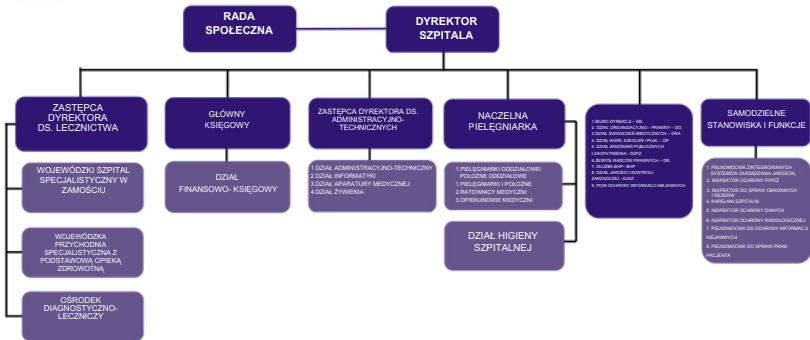 RADA
SPOŁECZNA
DYREKTOR
SZPITALA
ZASTĘPCA
DYREKTORA
DS. LECZNICTWA
GŁÓWNY
KSIĘGOWY
ZASTĘPCA DYREKTORA DS.
ADMINISTRACYJNO-
TECHNICZNYCH
NACZELNA
PIELĘGNIARKA
1.BIURO DYREKCJI – DB,
2. DZIAŁ ORGANIZACYJNO - PRAWNY – DO,
3.DZIAŁ ŚWIADCZEŃ MEDYCZNYCH – DRA
4. DZIAŁ KADR, SZKOLEŃ I PŁAC – DP
5. DZIAŁ ZAMÓWIEŃ PUBLICZNYCH
I ZAOPATRZENIA - DZPZ
6.ZESPÓŁ RADCÓW PRAWNYCH – DR,
7. SŁUŻBA BHP- BHP
8. DZIAŁ JAKOŚCI I KONTROLI
ZARZĄDCZEJ - DJKZ
9. PION OCHRONY INFORMACJI NIEJAWNYCH
SAMODZIELNE
STANOWISKA I FUNKCJE
WOJEWÓDZKI SZPITAL
SPECJALISTYCZNY W
ZAMOŚCIU
DZIAŁ
FINANSOWO- KSIĘGOWY
1.DZIAŁ ADMINISTRACYJNO-TECHNICZNY
2.DZIAŁ INFORMATYKI
3.DZIAŁ APARATURY MEDYCZNEJ
4.DZIAŁ ŻYWIENIA
1.PIELĘGNIARKI ODDZIAŁOWE/
POŁOŻNE ODDZIAŁOWE
1.PIELĘGNIARKI I POŁOŻNE
2.RATOWNICY MEDYCZNI
3.OPIEKUNOWIE MEDYCZNI
1. PEŁNOMOCNIK ZINTEGROWANYCH
SYSTEMÓW ZARZĄDZANIA JAKOŚCIĄ
2. INSPEKTOR OCHRONY P/POŻ
3. INSPEKTOR DO SPRAW OBRONNYCH
I REZERW
4. KAPELANI SZPITALNI
5. INSPEKTOR OCHRONY DANYCH
6. INSPEKTOR OCHRONY RADIOLOGICZNEJ
7. PEŁNOMOCNIK DS OCHRONY INFORMACJI
NIEJAWNYCH
8. PEŁNOMOCNIK DO SPRAW PRAW
PACJENTA
WOJEWÓDZKA
PRZYCHODNIA
SPECJALISTYCZNA Z
PODSTAWOWĄ OPIEKĄ
ZDROWOTNĄ
DZIAŁ HIGIENY
SZPITALNEJ
OŚRODEK
DIAGNOSTYCZNO-
LECZNICZY